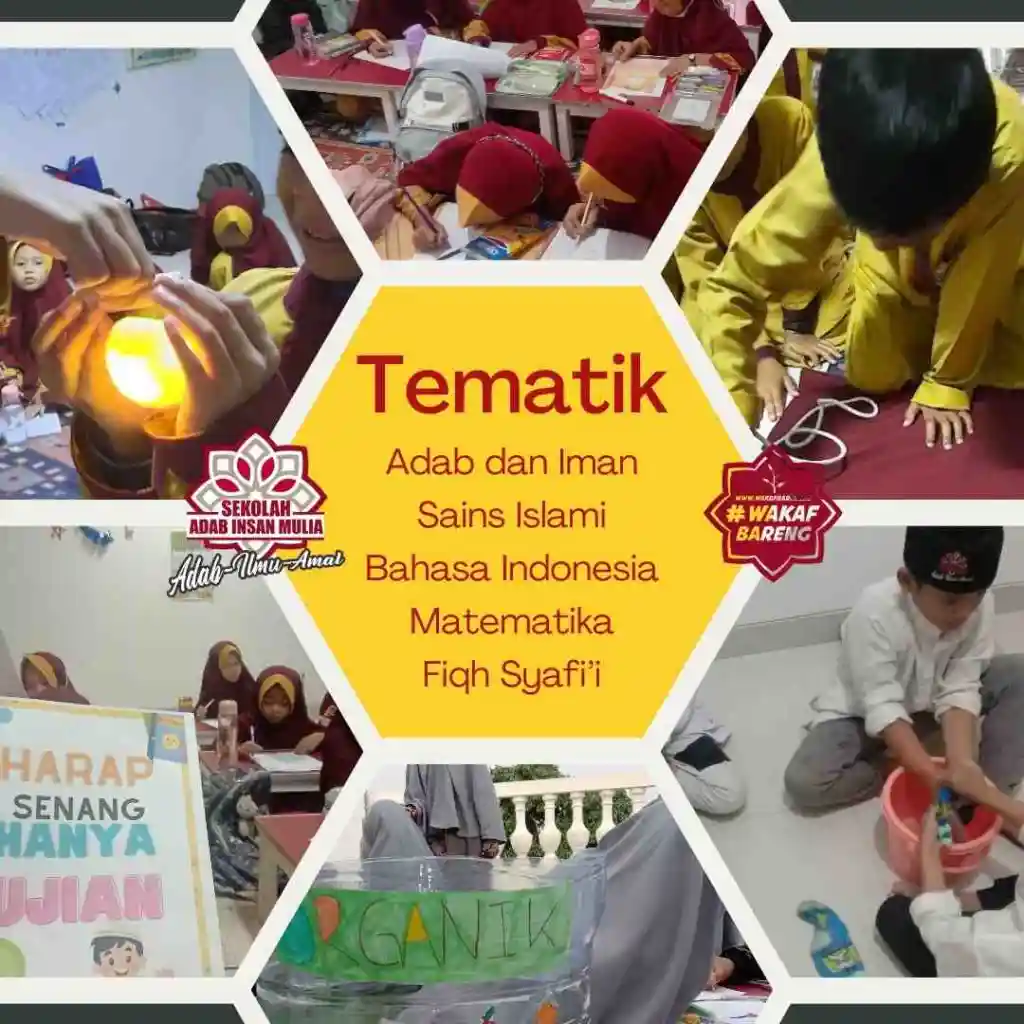 Tematik
Adab dan Iman
Sains Islami
Bahasa Indonesia
Matematika
Fiqh Syafi'i
SEKOLAH
ADAB INSAN MULIA
Adab-Ilmu-Amal
#WAKAF
BARENG
HARAP
SENANG
HANYA
UJIAN
ORGANIK